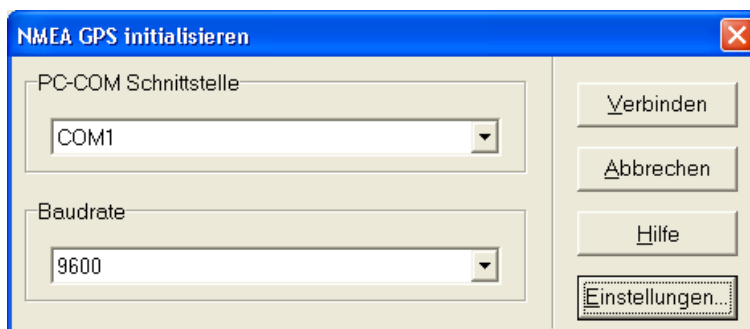 NMEA GPS initialisieren
PC-COM Schnittstelle
COM1
Baudrate
9600
Verbinden
Abbrechen
Hilfe
Einstellungen...